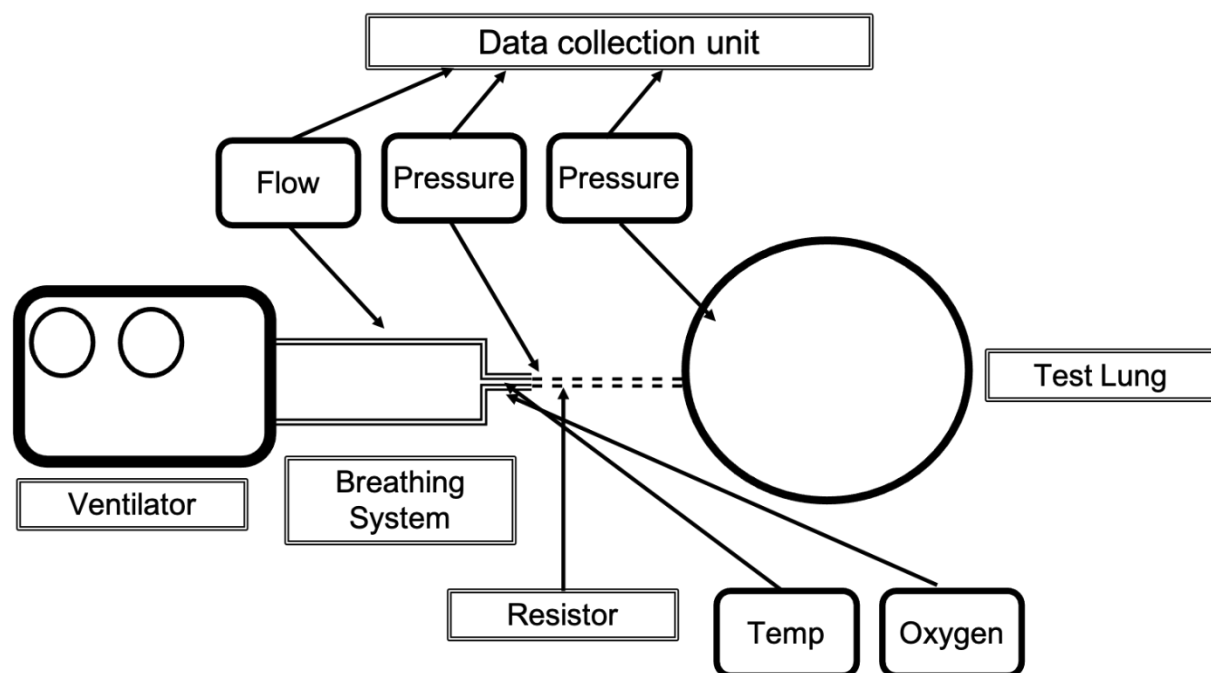 Data collection unit
Flow
Pressure
Pressure
Test Lung
Ventilator
Breathing
System
Resistor
Temp
Oxygen